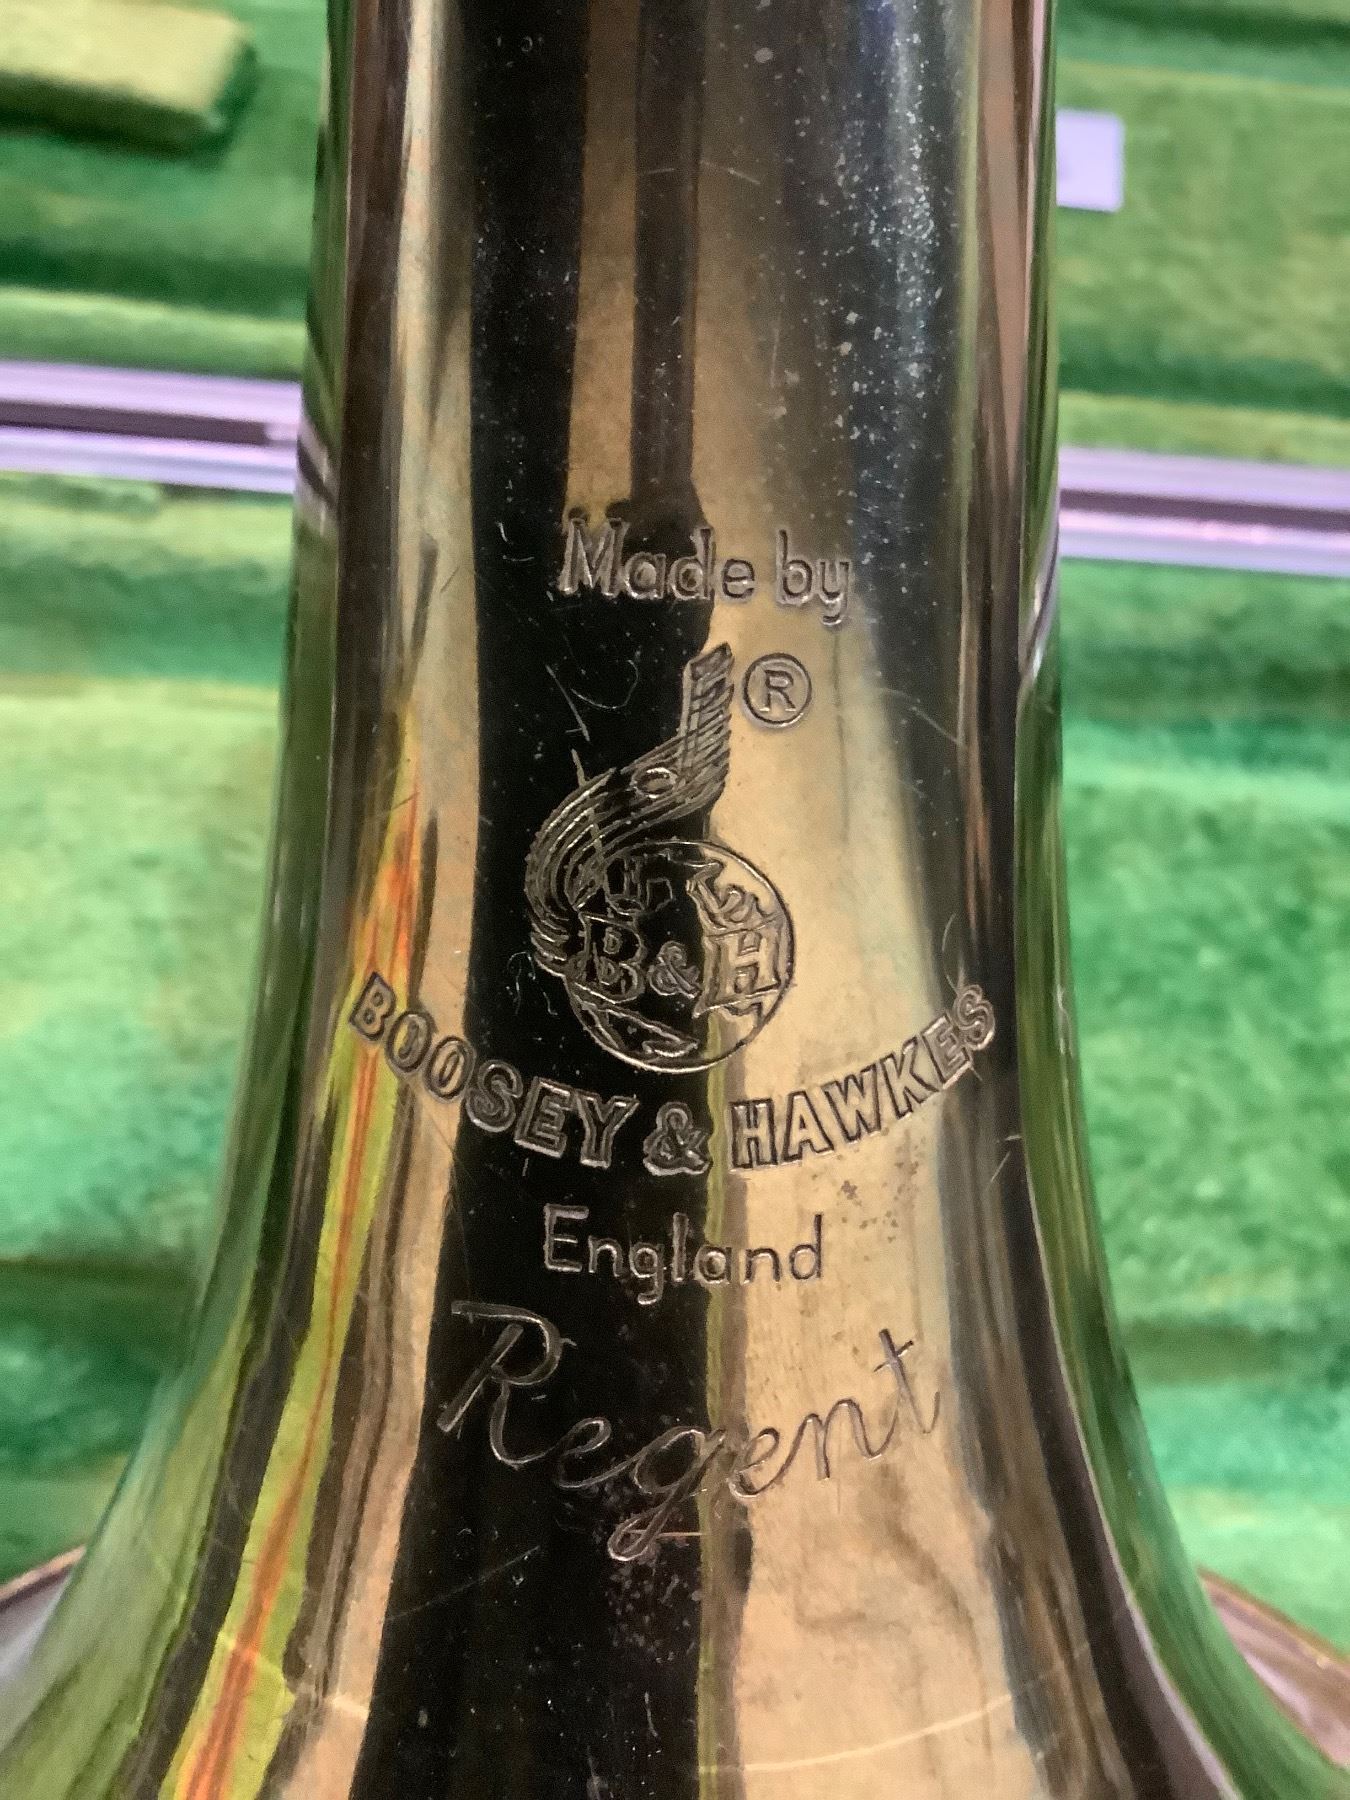 Made by
®
B&H
BOOSEY & HAWKES
England
Regent